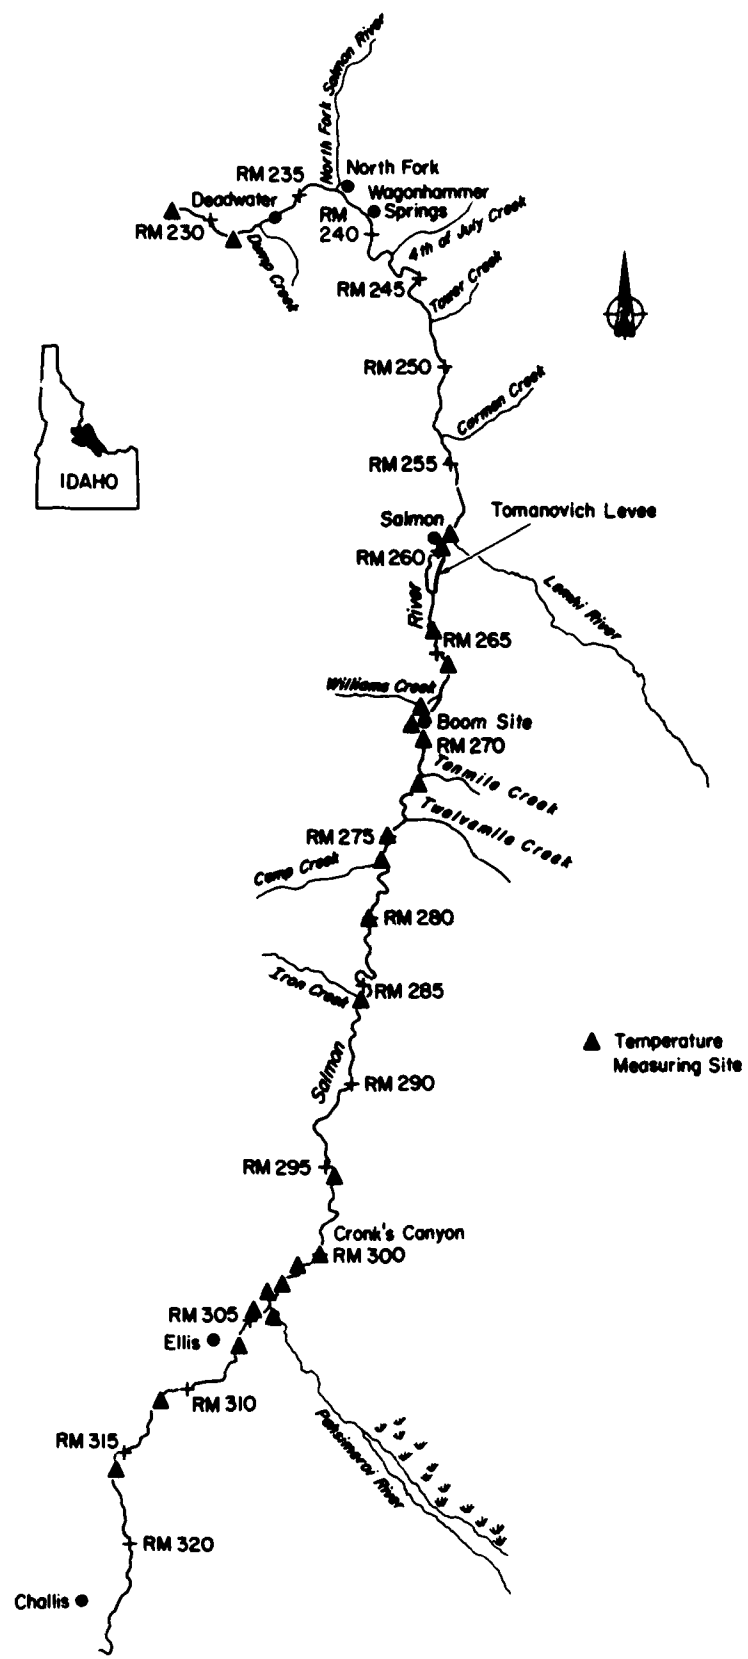 North Fork Salmon River
RM 235
North Fork
Deadwater
Wagonhammer
Springs
RM 230
RM
240
4th of July Creek
Dump Creek
RM 245
Tower Creek
RM 250
Carmen Creek
RM 255
IDAHO
Salmon
Tomanovich Levee
RM 260
Lemhi River
River
RM 265
Williams Creek
Boom Site
RM 270
Tenmile Creek
Twelvemile Creek
RM 275
Camp Creek
RM 280
Iron Creek
RM 285
Temperature
Measuring Site
Salmon
RM 290
RM 295
Cronk's Canyon
RM 300
RM 305
Ellis
RM 310
Pahsimeroi River
RM 315
RM 320
Challis